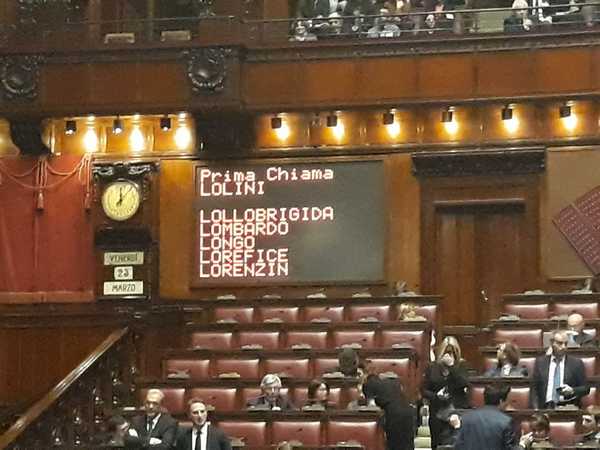 Prima Chiama
LOLINI
LOLLOBRIGIDA
LOMBARDO
LONGO
LOREFICE
LORENZIN
VENERDÌ
23
MARZO